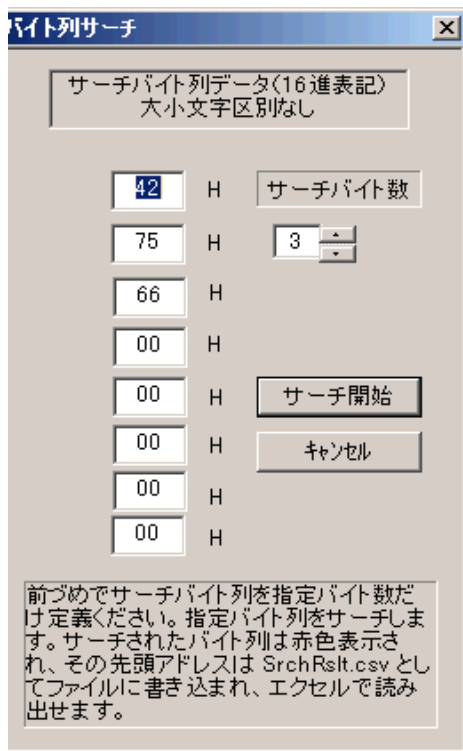 バイト列サーチ
サーチバイト列データ(16進表記)
大小文字区別なし
42 H サーチバイト数
75 H 3
66 H
00 H
00 H サーチ開始
00 H キャンセル
00 H
00 H
前づめでサーチバイト列を指定バイト数だ
け定義ください。指定バイト列をサーチしま
す。サーチされたバイト列は赤色表示さ
れ、その先頭アドレスは SrchRslt.csv とし
てファイルに書き込まれ、エクセルで読み
出せます。